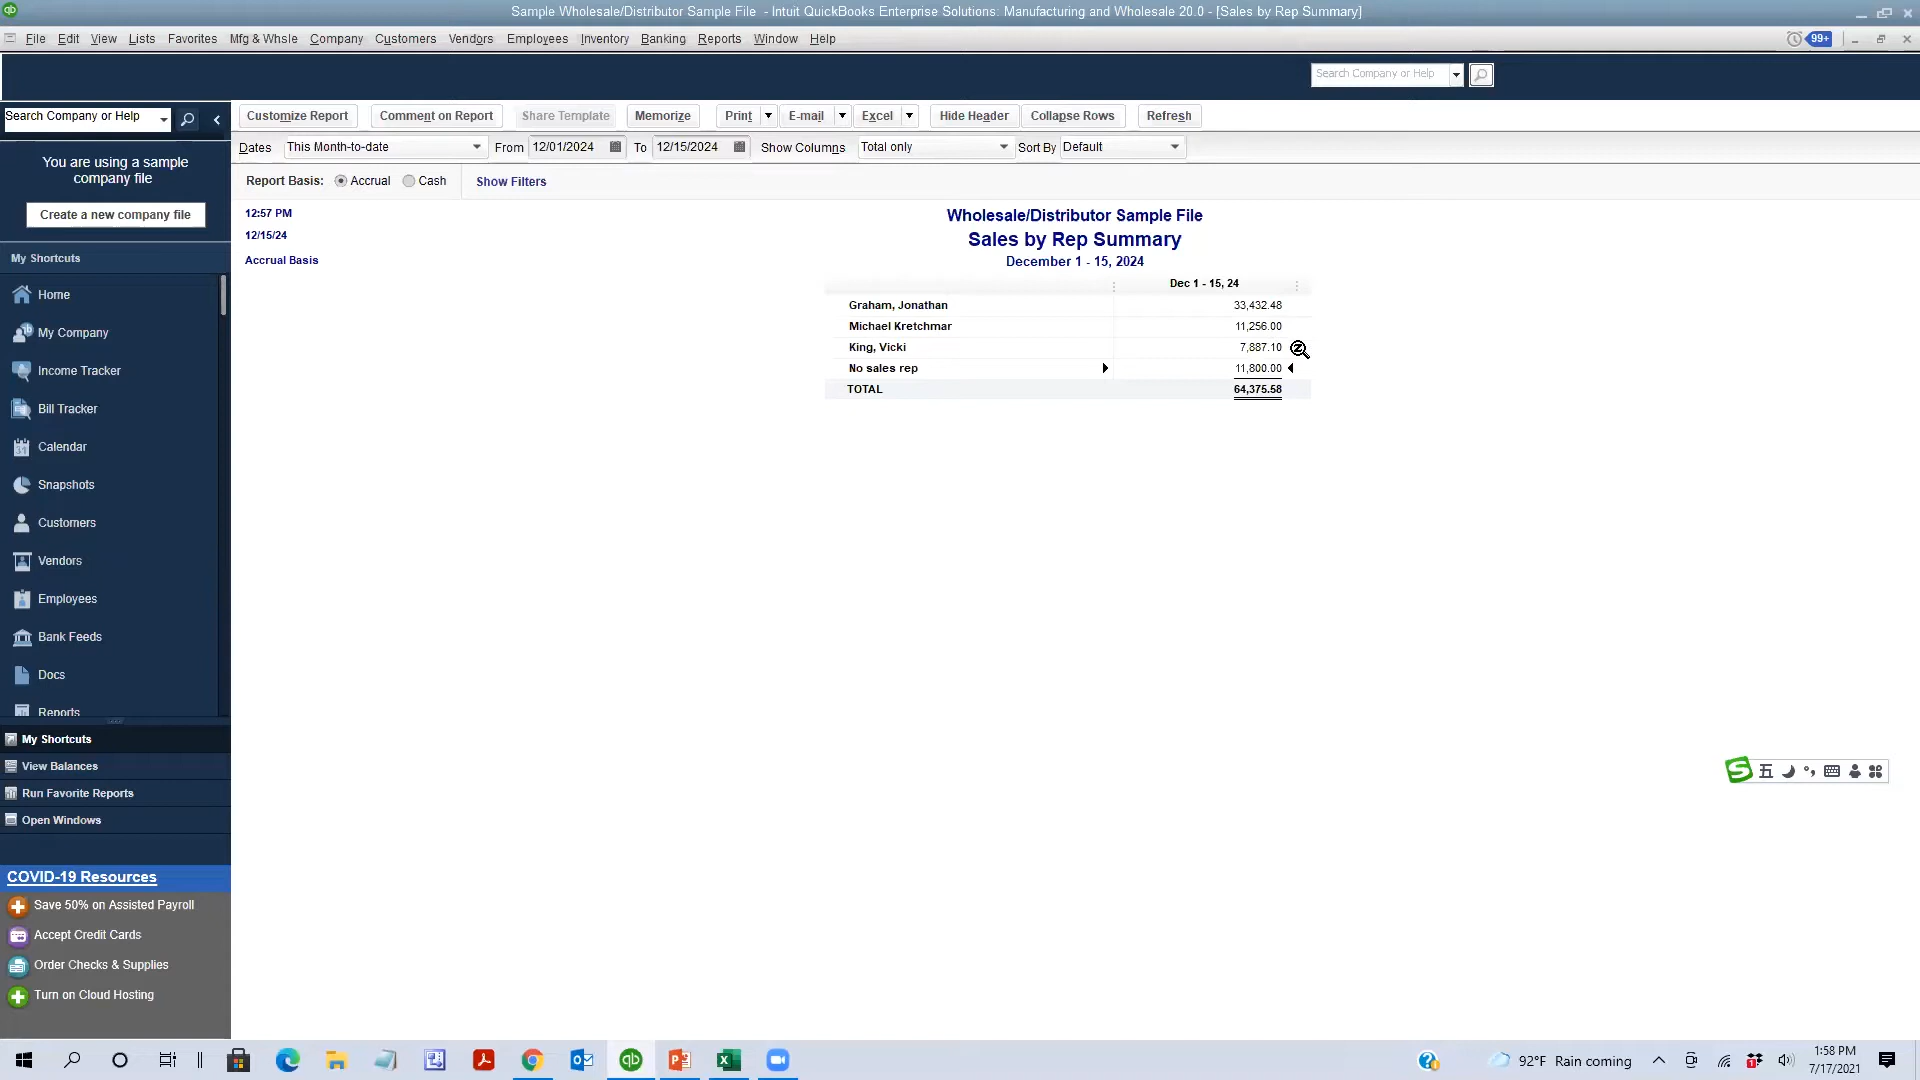 Sample Wholesale/Distributor Sample File - Intuit QuickBooks Enterprise Solutions: Manufacturing and Wholesale 20.0 - [Sales by Rep Summary]
File Edit View Lists Favorites Mfg & Whsle Company Customers Vendors Employees Inventory Banking Reports Window Help 99+
Search Company or Help
Search Company or Help
Customize Report Comment on Report Share Template Memorize Print E-mail Excel Hide Header Collapse Rows Refresh
Dates This Month-to-date From 12/01/2024 To 12/15/2024 Show Columns Total only Sort By Default
Report Basis: Accrual Cash Show Filters
You are using a sample
company file
Create a new company file
My Shortcuts
Home
My Company
Income Tracker
Bill Tracker
Calendar
Snapshots
Customers
Vendors
Employees
Bank Feeds
Docs
Reports
My Shortcuts
View Balances
Run Favorite Reports
Open Windows
COVID-19 Resources
Save 50% on Assisted Payroll
Accept Credit Cards
Order Checks & Supplies
Turn on Cloud Hosting
12:57 PM
12/15/24
Accrual Basis
Wholesale/Distributor Sample File
Sales by Rep Summary
December 1 - 15, 2024
Dec 1 - 15, 24
Graham, Jonathan 33,432.48
Michael Kretchmar 11,256.00
King, Vicki 7,887.10
No sales rep 11,800.00
TOTAL 64,375.58
五
92°F Rain coming
1:58 PM
7/17/2021